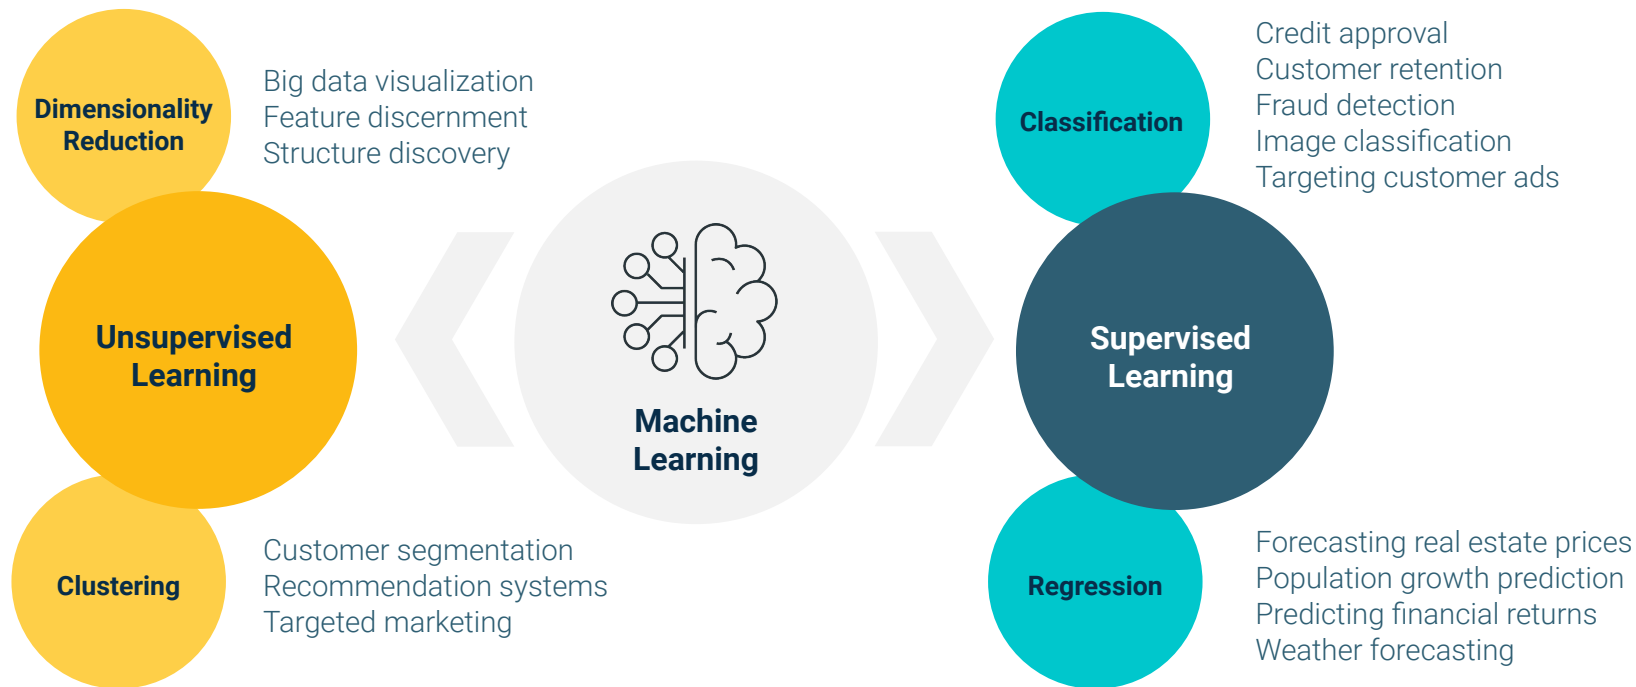 Dimensionality
Reduction
Big data visualization
Feature discernment
Structure discovery
Unsupervised
Learning
Clustering
Customer segmentation
Recommendation systems
Targeted marketing
Machine
Learning
Classification
Credit approval
Customer retention
Fraud detection
Image classification
Targeting customer ads
Supervised
Learning
Regression
Forecasting real estate prices
Population growth prediction
Predicting financial returns
Weather forecasting